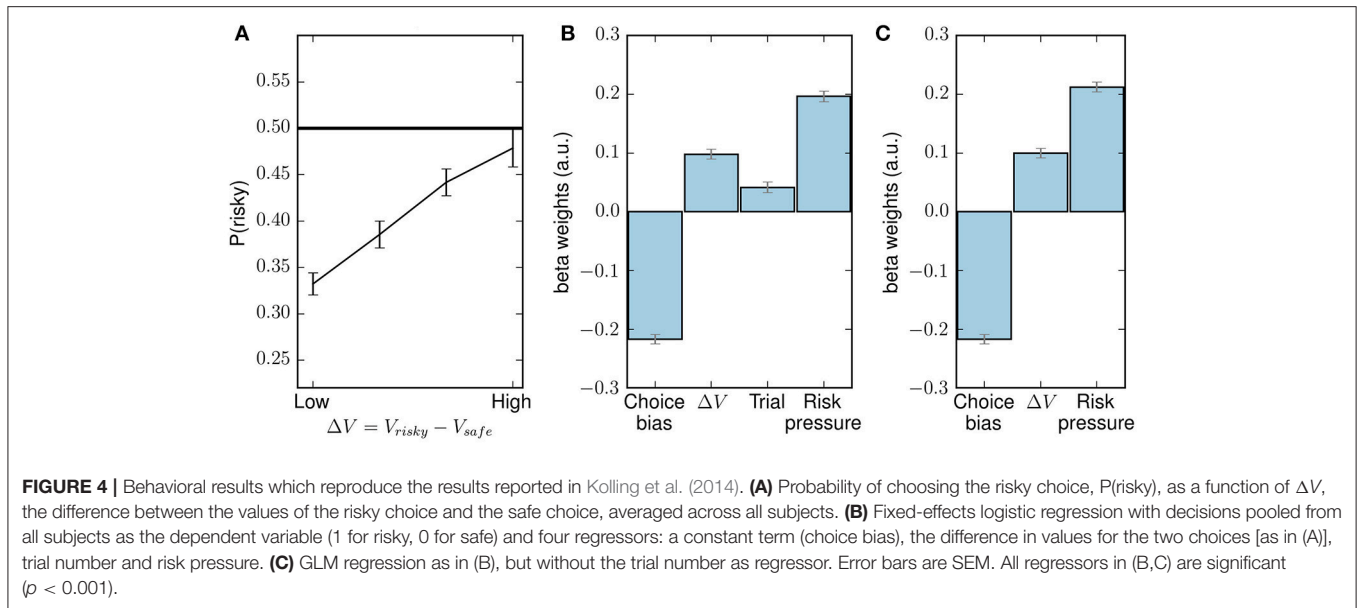 A
P(risky)
0.55
0.50
0.45
0.40
0.35
0.30
0.25
Low
High
ΔV = V_risky − V_safe
B
beta weights (a.u.)
0.3
0.2
0.1
0.0
−0.1
−0.2
−0.3
Choice bias
ΔV
Trial
Risk pressure
C
beta weights (a.u.)
0.3
0.2
0.1
0.0
−0.1
−0.2
−0.3
Choice bias
ΔV
Risk pressure
FIGURE 4 | Behavioral results which reproduce the results reported in Kolling et al. (2014). (A) Probability of choosing the risky choice, P(risky), as a function of ΔV,
the difference between the values of the risky choice and the safe choice, averaged across all subjects. (B) Fixed-effects logistic regression with decisions pooled from
all subjects as the dependent variable (1 for risky, 0 for safe) and four regressors: a constant term (choice bias), the difference in values for the two choices [as in (A)],
trial number and risk pressure. (C) GLM regression as in (B), but without the trial number as regressor. Error bars are SEM. All regressors in (B,C) are significant
(p < 0.001).